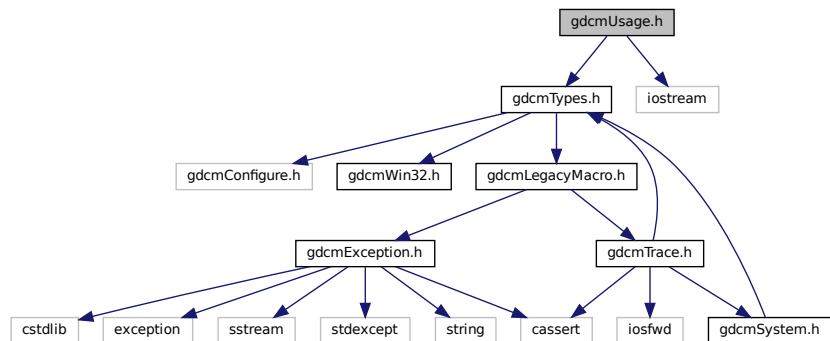 gdcmUsage.h
gdcmTypes.h
iostream
gdcmConfigure.h
gdcmWin32.h
gdcmLegacyMacro.h
gdcmException.h
gdcmTrace.h
cstdlib
exception
sstream
stdexcept
string
cassert
iosfwd
gdcmSystem.h